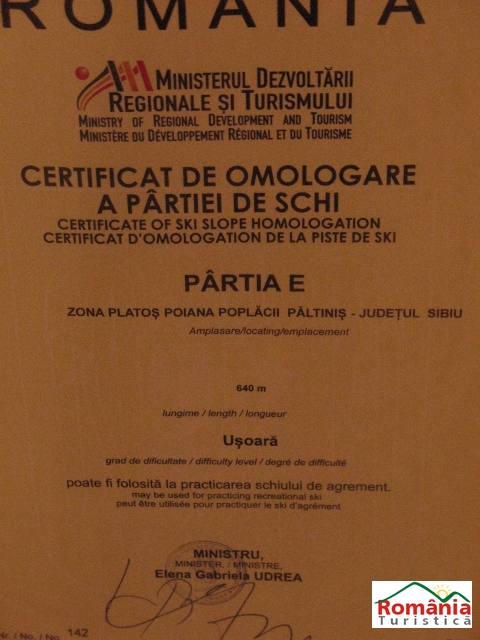 ROMANIA
MINISTERUL DEZVOLTĂRII
REGIONALE ŞI TURISMULUI
MINISTRY OF REGIONAL DEVELOPMENT AND TOURISM
MINISTÈRE DU DÉVELOPPEMENT RÉGIONAL ET DU TOURISME
CERTIFICAT DE OMOLOGARE
A PÂRTIEI DE SCHI
CERTIFICATE OF SKI SLOPE HOMOLOGATION
CERTIFICAT D'OMOLOGATION DE LA PISTE DE SKI
PÂRTIA E
ZONA PLATOŞ POIANA POPLĂCII PĂLTINIŞ - JUDEŢUL SIBIU
Amplasare/locating/emplacement
640 m
lungime / length / longueur
Uşoară
grad de dificultate / difficulty level / degré de difficulté
poate fi folosită la practicarea schiului de agrement.
may be used for practicing recreational ski
peut être utilisée pour practiquer le ski d'agrément
MINISTRU,
MINISTER, / MINISTRE,
Elena Gabriela UDREA
Nr. / No. / No. 142
România
Turistică